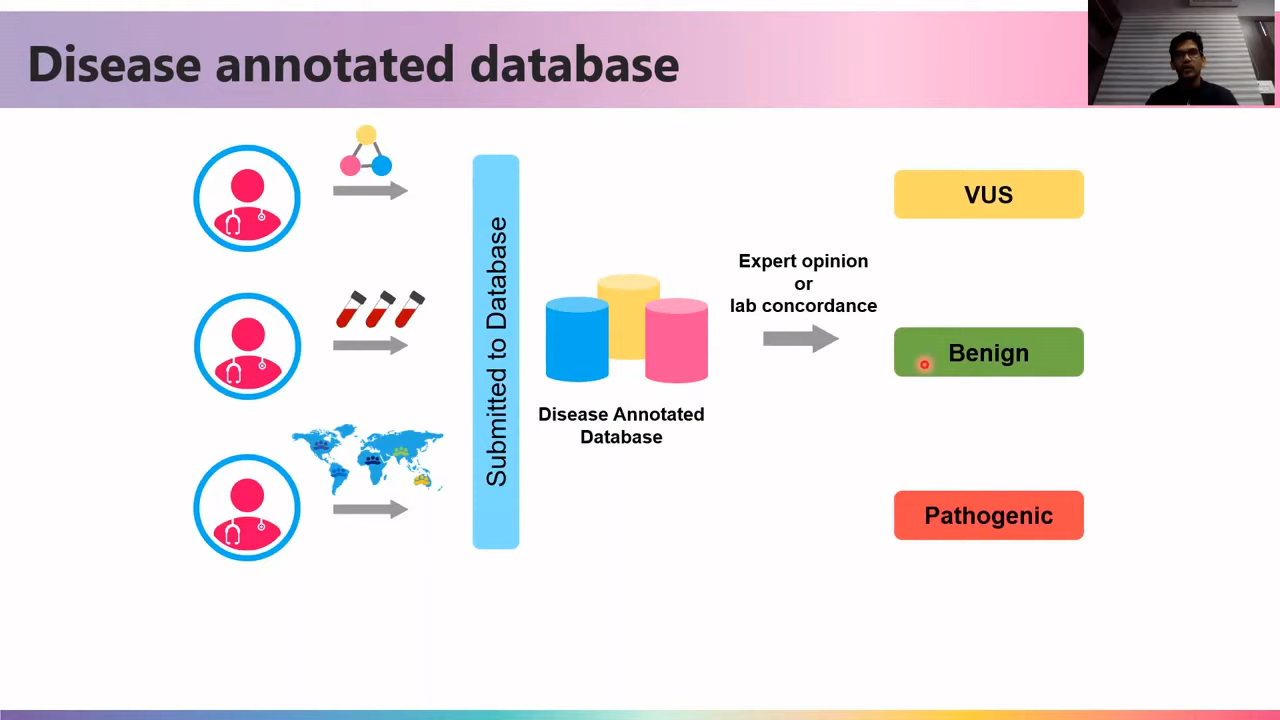 Disease annotated database
Submitted to Database
Disease Annotated
Database
Expert opinion
or
lab concordance
VUS
Benign
Pathogenic